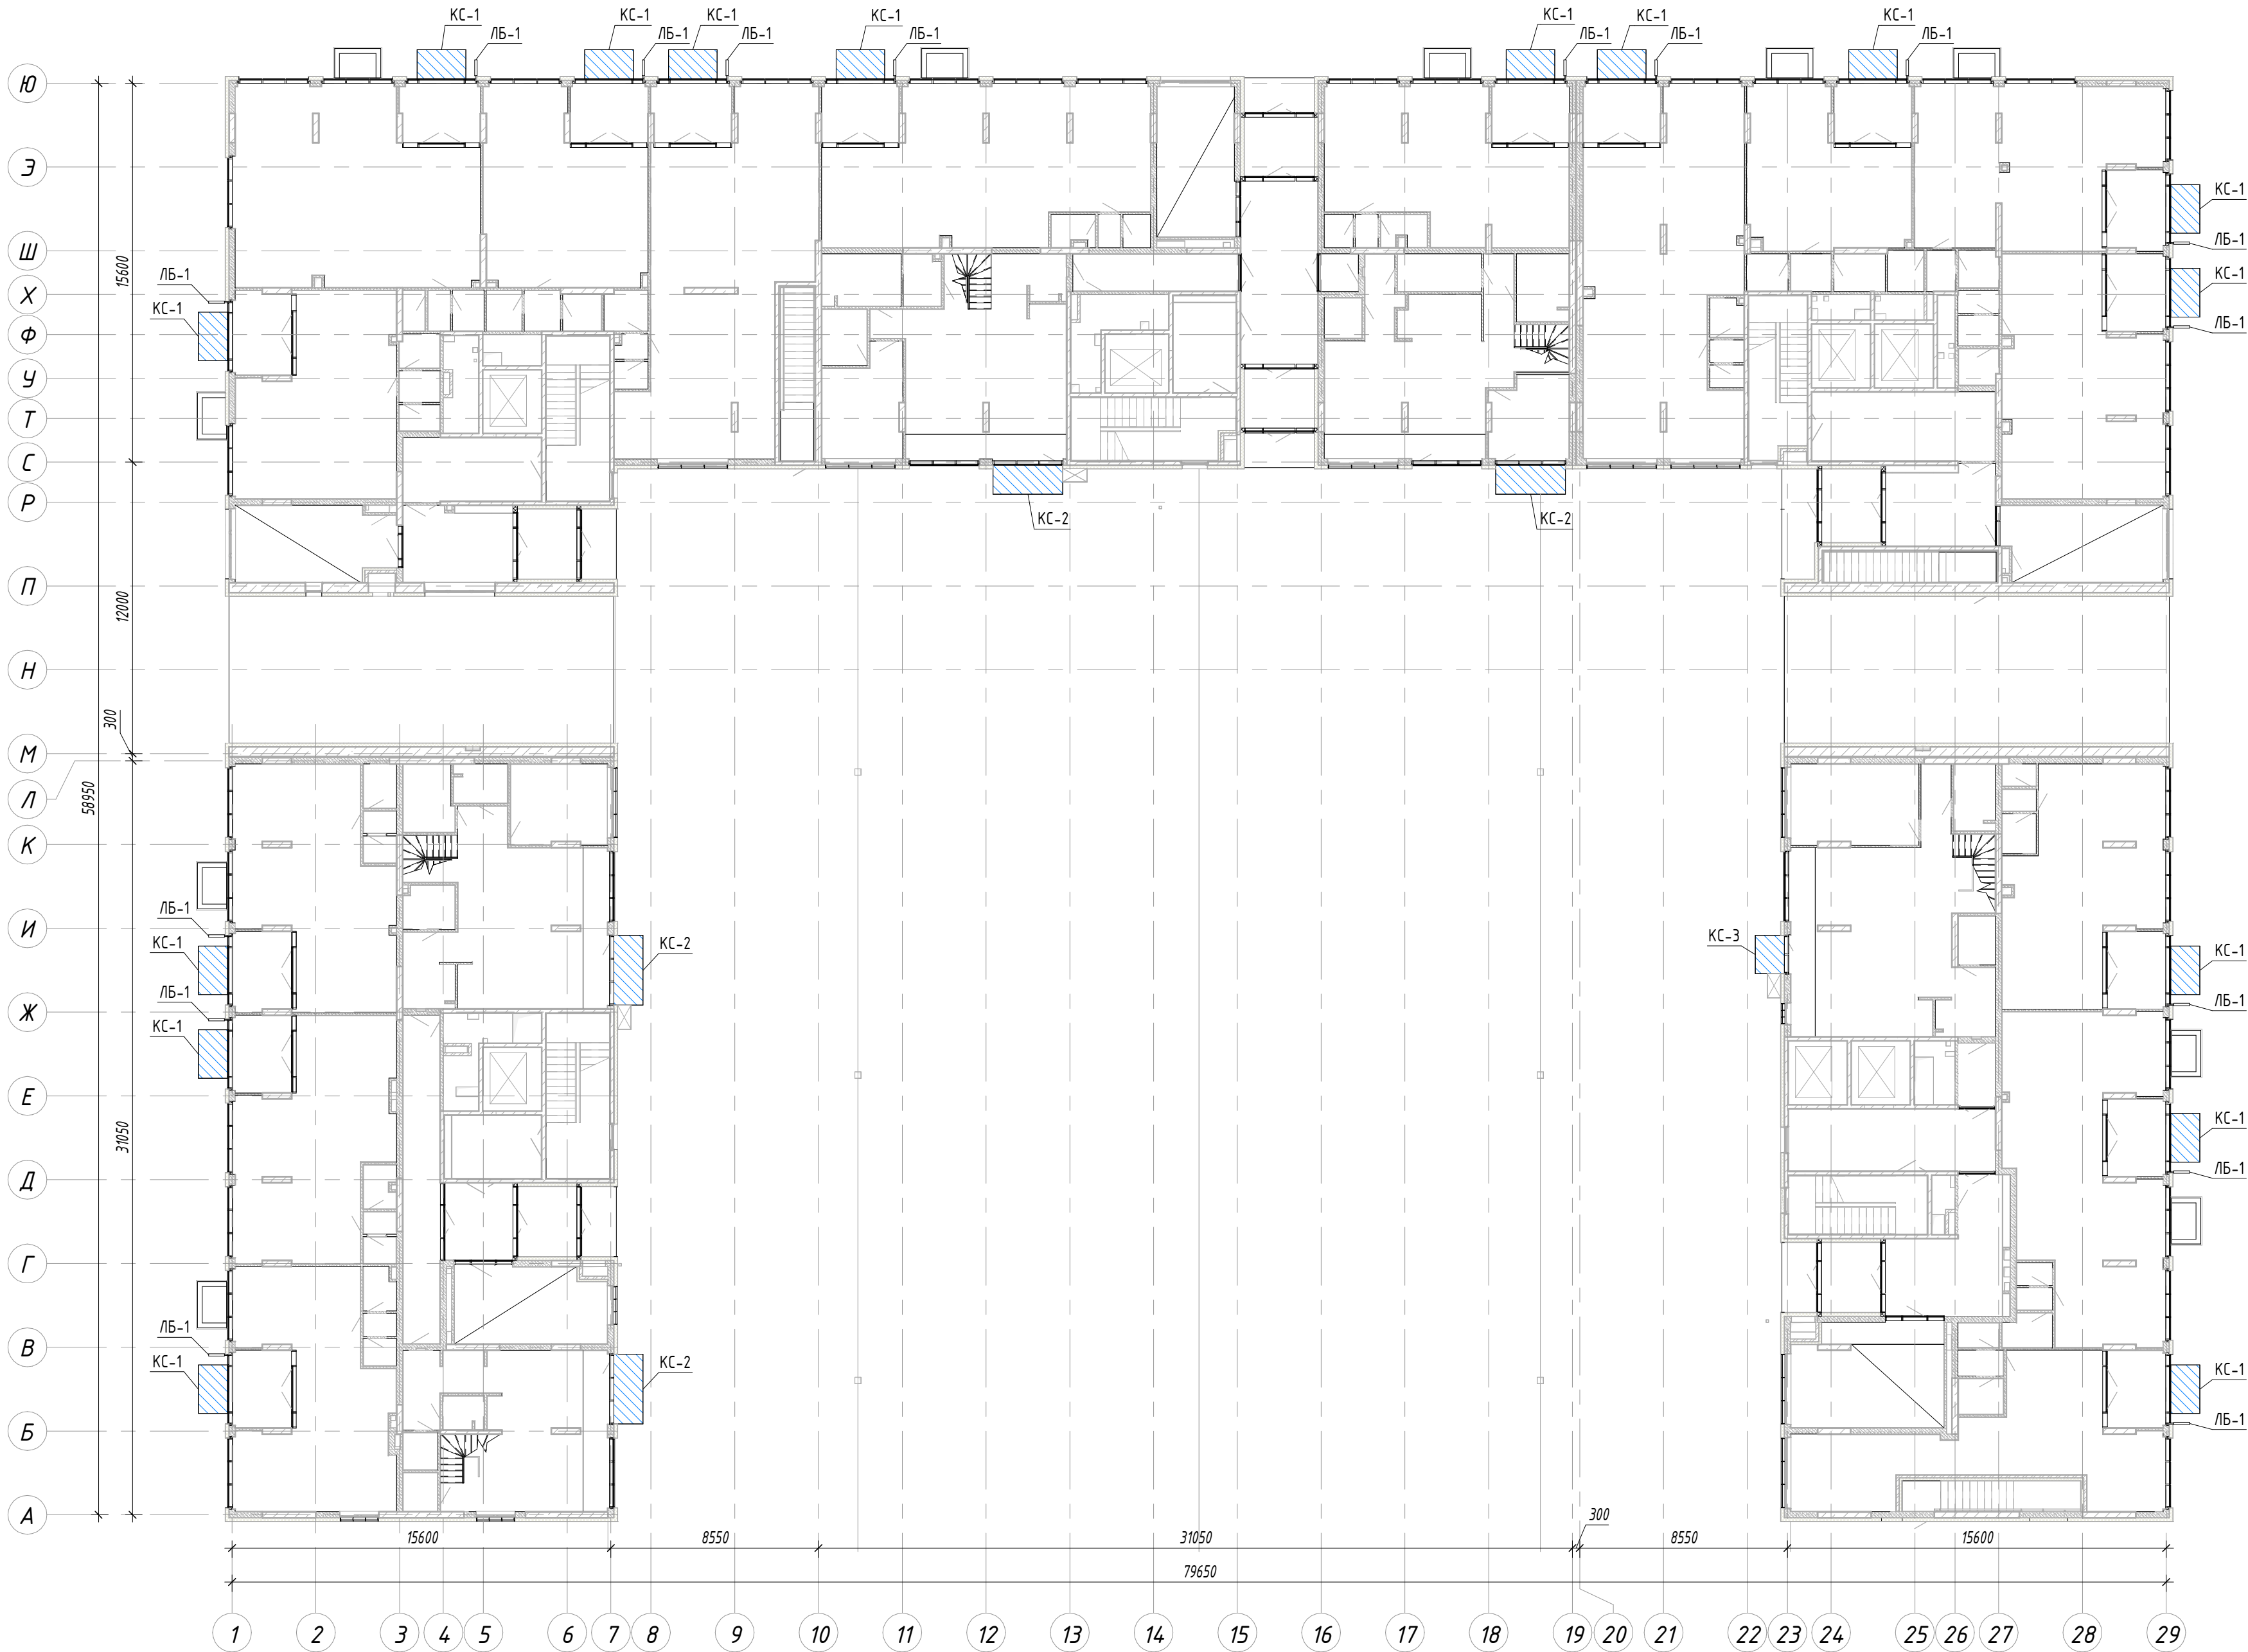 КС-1 КС-1 КС-1 КС-1 КС-1 КС-1 КС-1
ЛБ-1 ЛБ-1 ЛБ-1 ЛБ-1 ЛБ-1 ЛБ-1 ЛБ-1
Ю
Э
КС-1
ЛБ-1
Ш
15600
КС-1
ЛБ-1
Х
КС-1
ЛБ-1
Ф
У
Т
С
Р
КС-2 КС-2
П
12000
Н
300
М
Л
58950
К
ЛБ-1
И
КС-3
КС-1 КС-2 КС-1
ЛБ-1 ЛБ-1
Ж
КС-1
Е
КС-1
31050
ЛБ-1
Д
Г
ЛБ-1
В
КС-1 КС-2 КС-1
ЛБ-1
Б
А
300
15600 8550 31050 8550 15600
79650
1 2 3 4 5 6 7 8 9 10 11 12 13 14 15 16 17 18 19 20 21 22 23 24 25 26 27 28 29